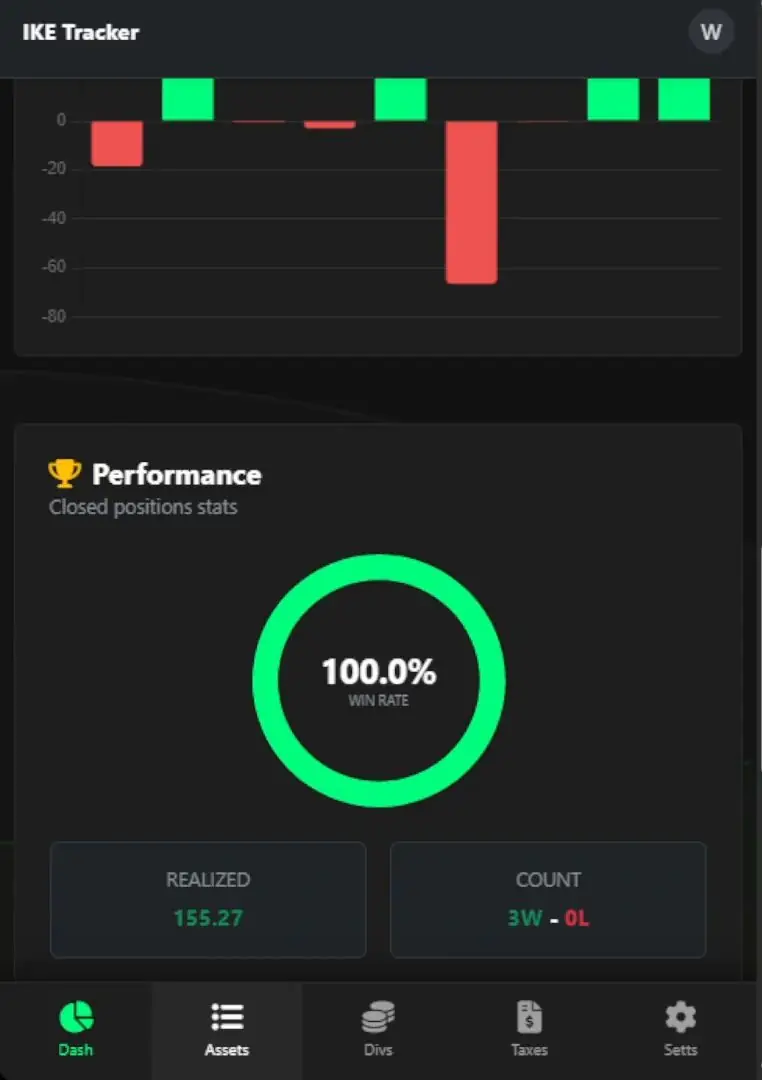 IKE Tracker
W
0
-20
-40
-60
-80
Performance
Closed positions stats
100.0%
WIN RATE
REALIZED
155.27
COUNT
3W - 0L
Dash
Assets
Divs
Taxes
Setts